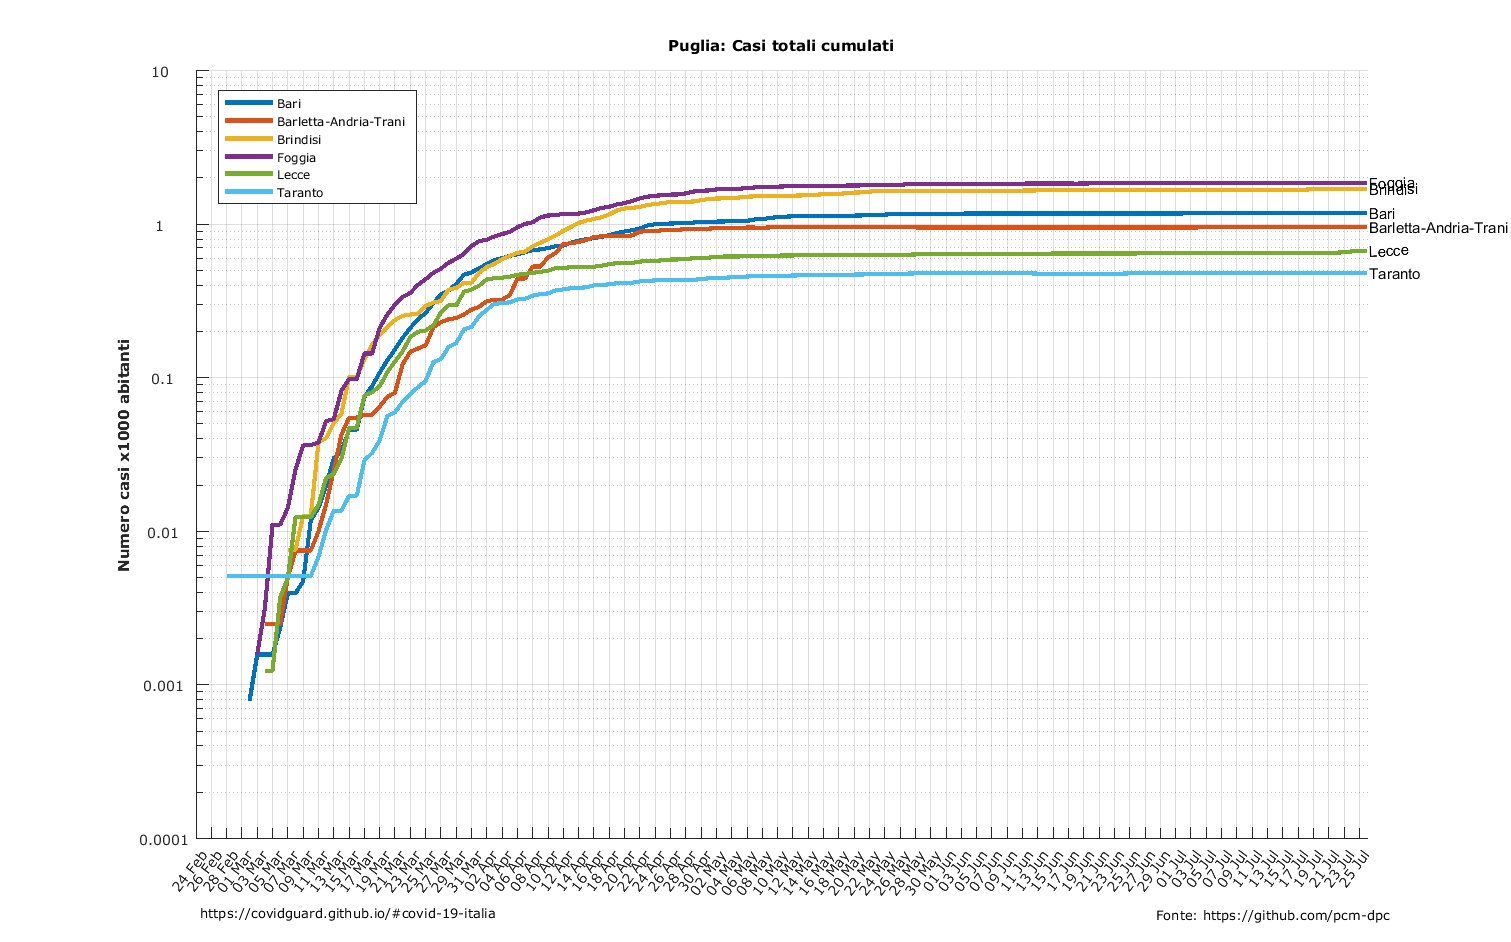 Puglia: Casi totali cumulati
Numero casi x1000 abitanti
10
1
0.1
0.01
0.001
0.0001
Bari
Barletta-Andria-Trani
Brindisi
Foggia
Lecce
Taranto
Foggia
Brindisi
Bari
Barletta-Andria-Trani
Lecce
Taranto
24 Feb
26 Feb
28 Feb
01 Mar
03 Mar
05 Mar
07 Mar
09 Mar
11 Mar
13 Mar
15 Mar
17 Mar
19 Mar
21 Mar
23 Mar
25 Mar
27 Mar
29 Mar
31 Mar
02 Apr
04 Apr
06 Apr
08 Apr
10 Apr
12 Apr
14 Apr
16 Apr
18 Apr
20 Apr
22 Apr
24 Apr
26 Apr
28 Apr
30 Apr
02 May
04 May
06 May
08 May
10 May
12 May
14 May
16 May
18 May
20 May
22 May
24 May
26 May
28 May
30 May
01 Jun
03 Jun
05 Jun
07 Jun
09 Jun
11 Jun
13 Jun
15 Jun
17 Jun
19 Jun
21 Jun
23 Jun
25 Jun
27 Jun
29 Jun
01 Jul
03 Jul
05 Jul
07 Jul
09 Jul
11 Jul
13 Jul
15 Jul
17 Jul
19 Jul
21 Jul
23 Jul
25 Jul
https://covidguard.github.io/#covid-19-italia
Fonte: https://github.com/pcm-dpc